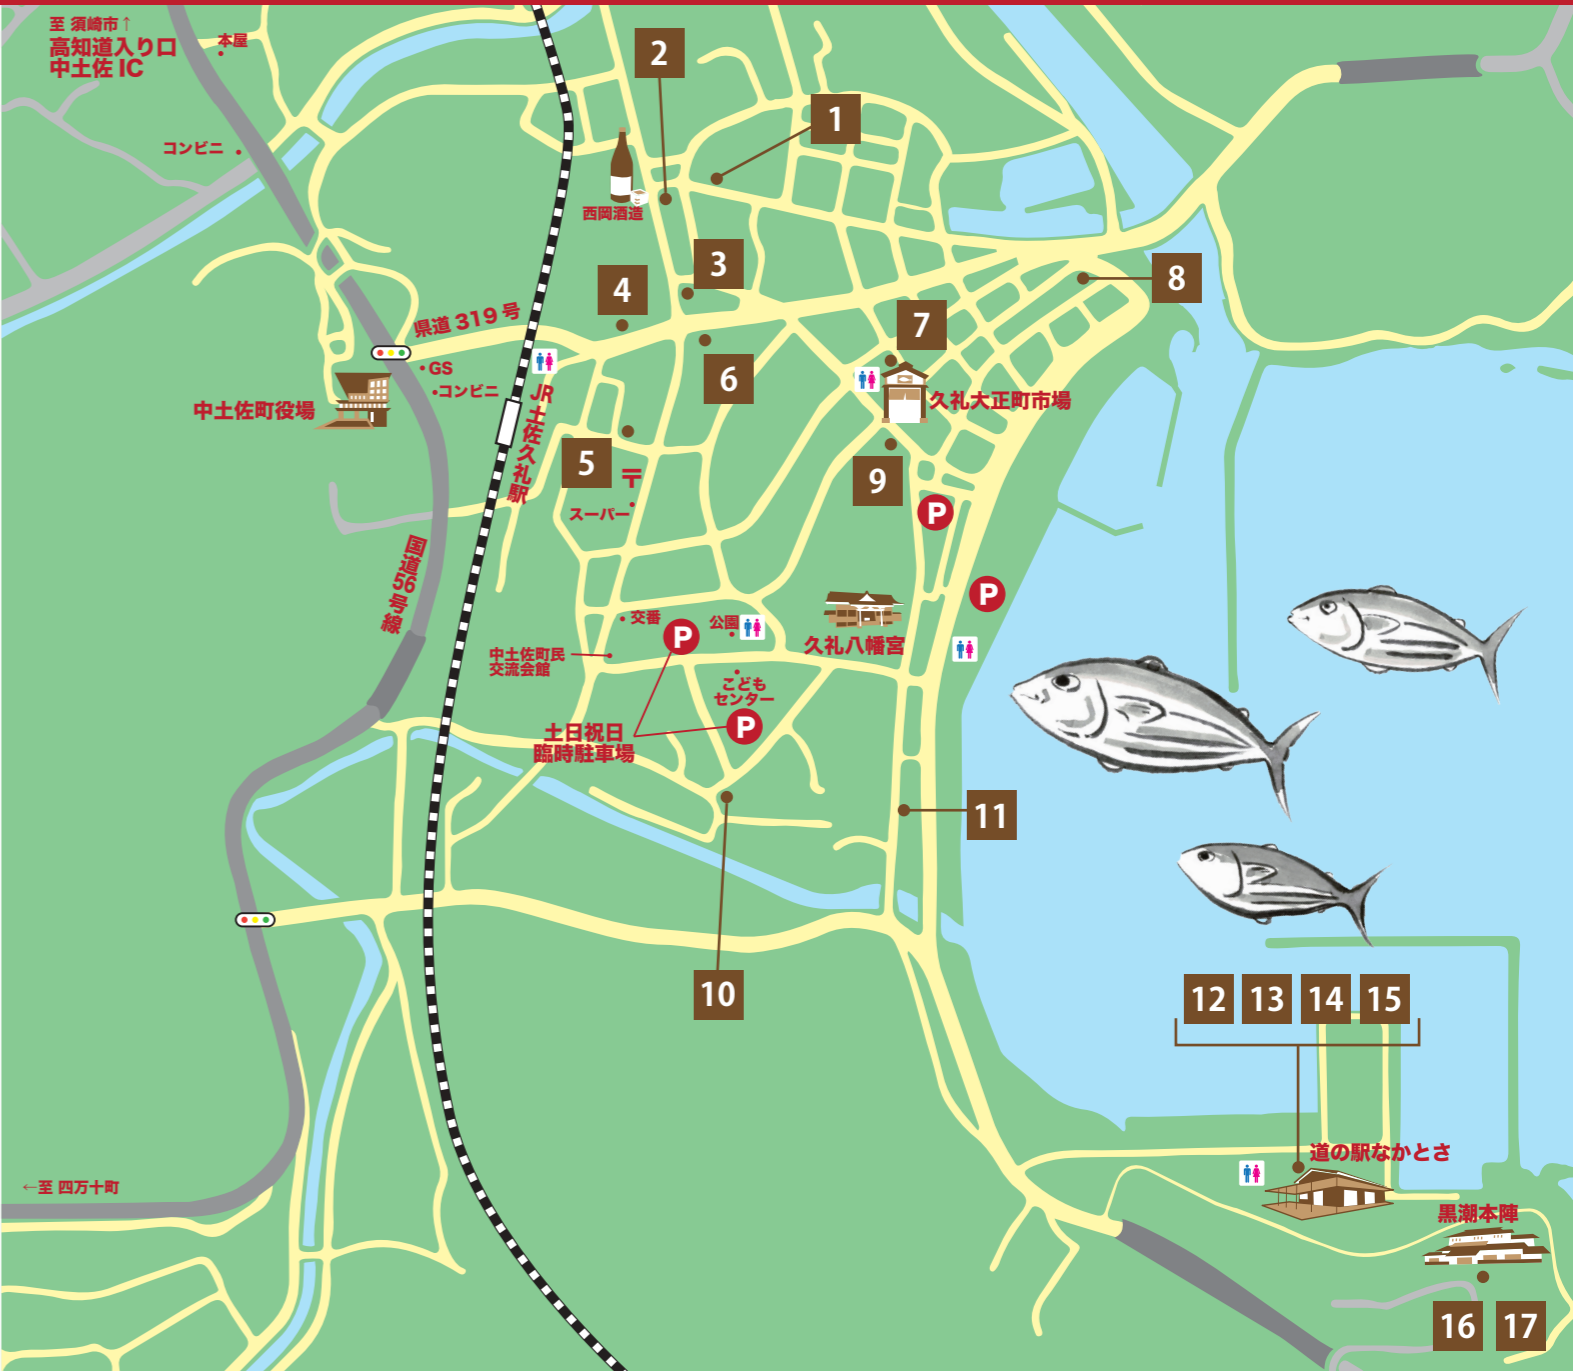 至 須崎市↑
高知道入り口
中土佐 IC
本屋
2
1
コンビニ
西岡酒造
3
4
8
県道 319 号
7
GS
コンビニ
6
中土佐町役場
JR土佐久礼駅
久礼大正町市場
5
〒
9
スーパー
P
国道56号線
P
交番
公園
P
久礼八幡宮
中土佐町民
交流会館
こども
センター
P
土日祝日
臨時駐車場
11
10
12 13 14 15
道の駅なかとさ
←至 四万十町
黒潮本陣
16 17